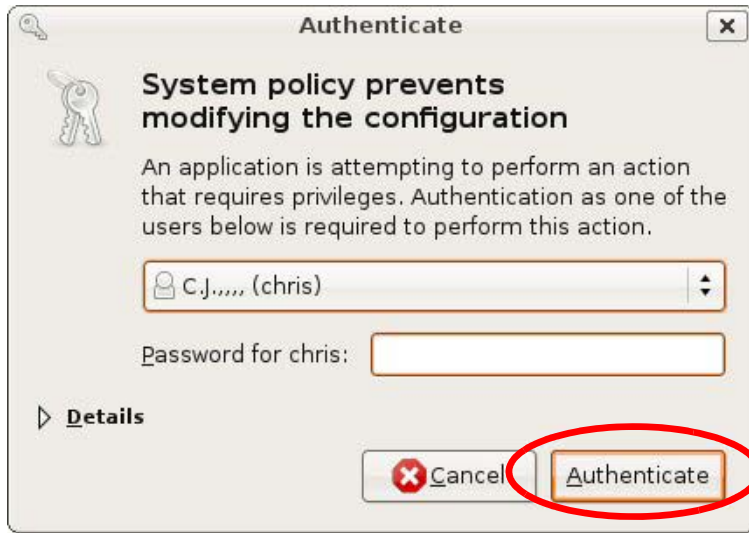 Authenticate
System policy prevents
modifying the configuration
An application is attempting to perform an action
that requires privileges. Authentication as one of the
users below is required to perform this action.
C.J.,,,, (chris)
Password for chris:
Details
Cancel Authenticate